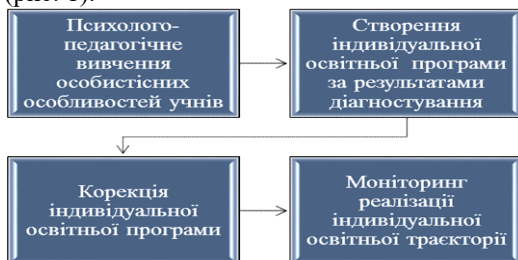 (рис. 1).
Психолого-
педагогічне
вивчення
особистісних
особливостей учнів
Створення
індивідуальної
освітньої програми
за результатами
діагностування
Корекція
індивідуальної
освітньої програми
Моніторинг
реалізації
індивідуальної
освітньої траєкторії